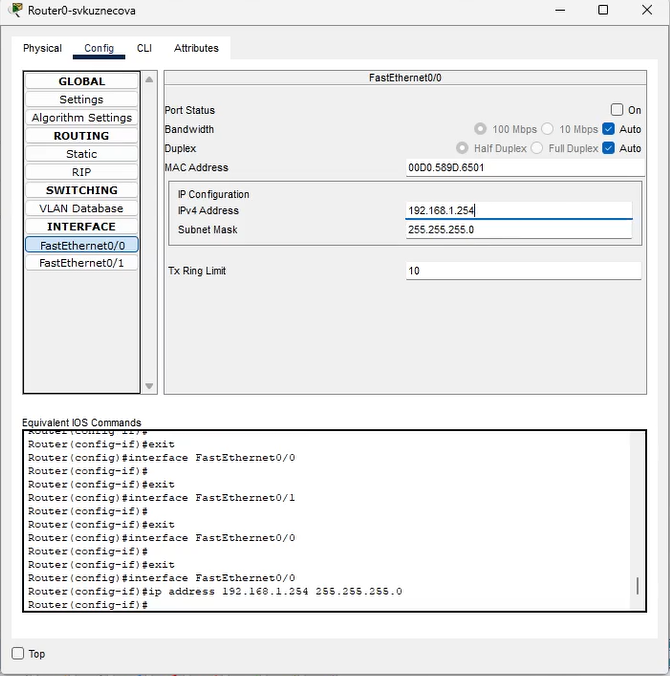 Router0-svkuznecova
Physical Config CLI Attributes
GLOBAL
Settings
Algorithm Settings
ROUTING
Static
RIP
SWITCHING
VLAN Database
INTERFACE
FastEthernet0/0
FastEthernet0/1
FastEthernet0/0
Port Status On
Bandwidth 100 Mbps 10 Mbps Auto
Duplex Half Duplex Full Duplex Auto
MAC Address 00D0.589D.6501
IP Configuration
IPv4 Address 192.168.1.254
Subnet Mask 255.255.255.0
Tx Ring Limit 10
Equivalent IOS Commands
Router(config-if)#
Router(config-if)#exit
Router(config)#interface FastEthernet0/0
Router(config-if)#
Router(config-if)#exit
Router(config)#interface FastEthernet0/1
Router(config-if)#
Router(config-if)#exit
Router(config)#interface FastEthernet0/0
Router(config-if)#
Router(config-if)#exit
Router(config)#interface FastEthernet0/0
Router(config-if)#ip address 192.168.1.254 255.255.255.0
Router(config-if)#
Top